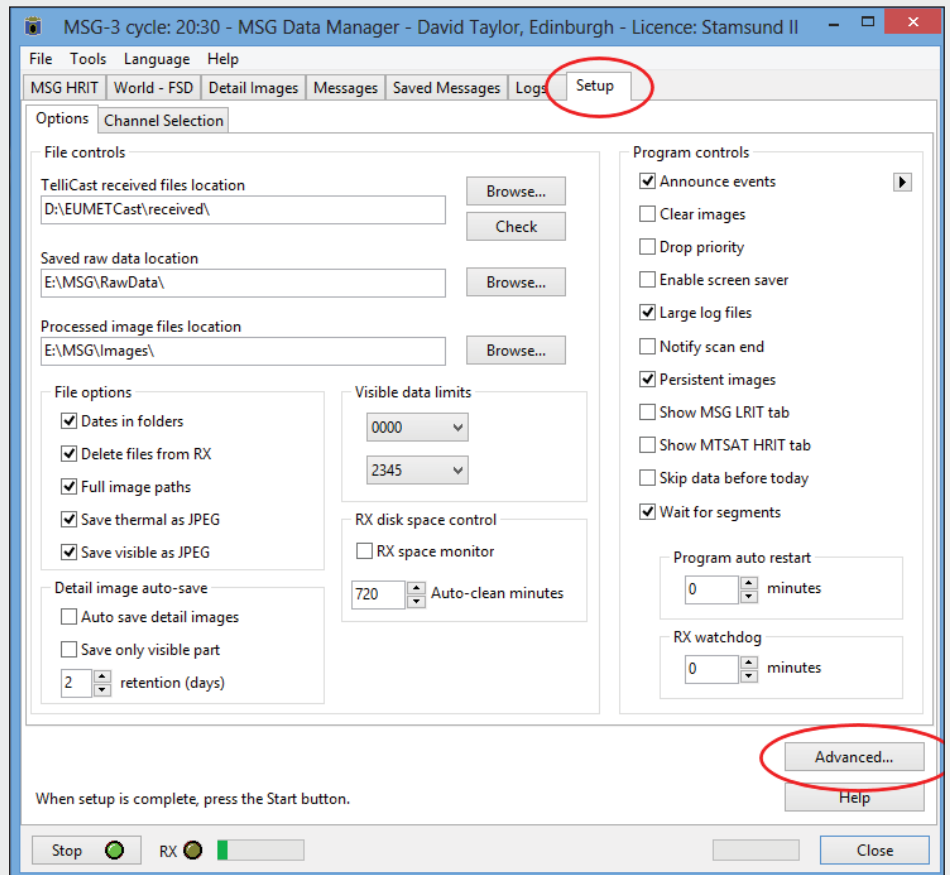 MSG-3 cycle: 20:30 - MSG Data Manager - David Taylor, Edinburgh - Licence: Stamsund II
File Tools Language Help
MSG HRIT World - FSD Detail Images Messages Saved Messages Logs Setup
Options Channel Selection
File controls
TelliCast received files location
D:\EUMETCast\received\
Browse...
Check
Saved raw data location
E:\MSG\RawData\
Browse...
Processed image files location
E:\MSG\Images\
Browse...
File options
Dates in folders
Delete files from RX
Full image paths
Save thermal as JPEG
Save visible as JPEG
Visible data limits
0000
2345
RX disk space control
RX space monitor
720 Auto-clean minutes
Detail image auto-save
Auto save detail images
Save only visible part
2 retention (days)
Program controls
Announce events
Clear images
Drop priority
Enable screen saver
Large log files
Notify scan end
Persistent images
Show MSG LRIT tab
Show MTSAT HRIT tab
Skip data before today
Wait for segments
Program auto restart
0 minutes
RX watchdog
0 minutes
Advanced...
When setup is complete, press the Start button.
Help
Stop RX Close